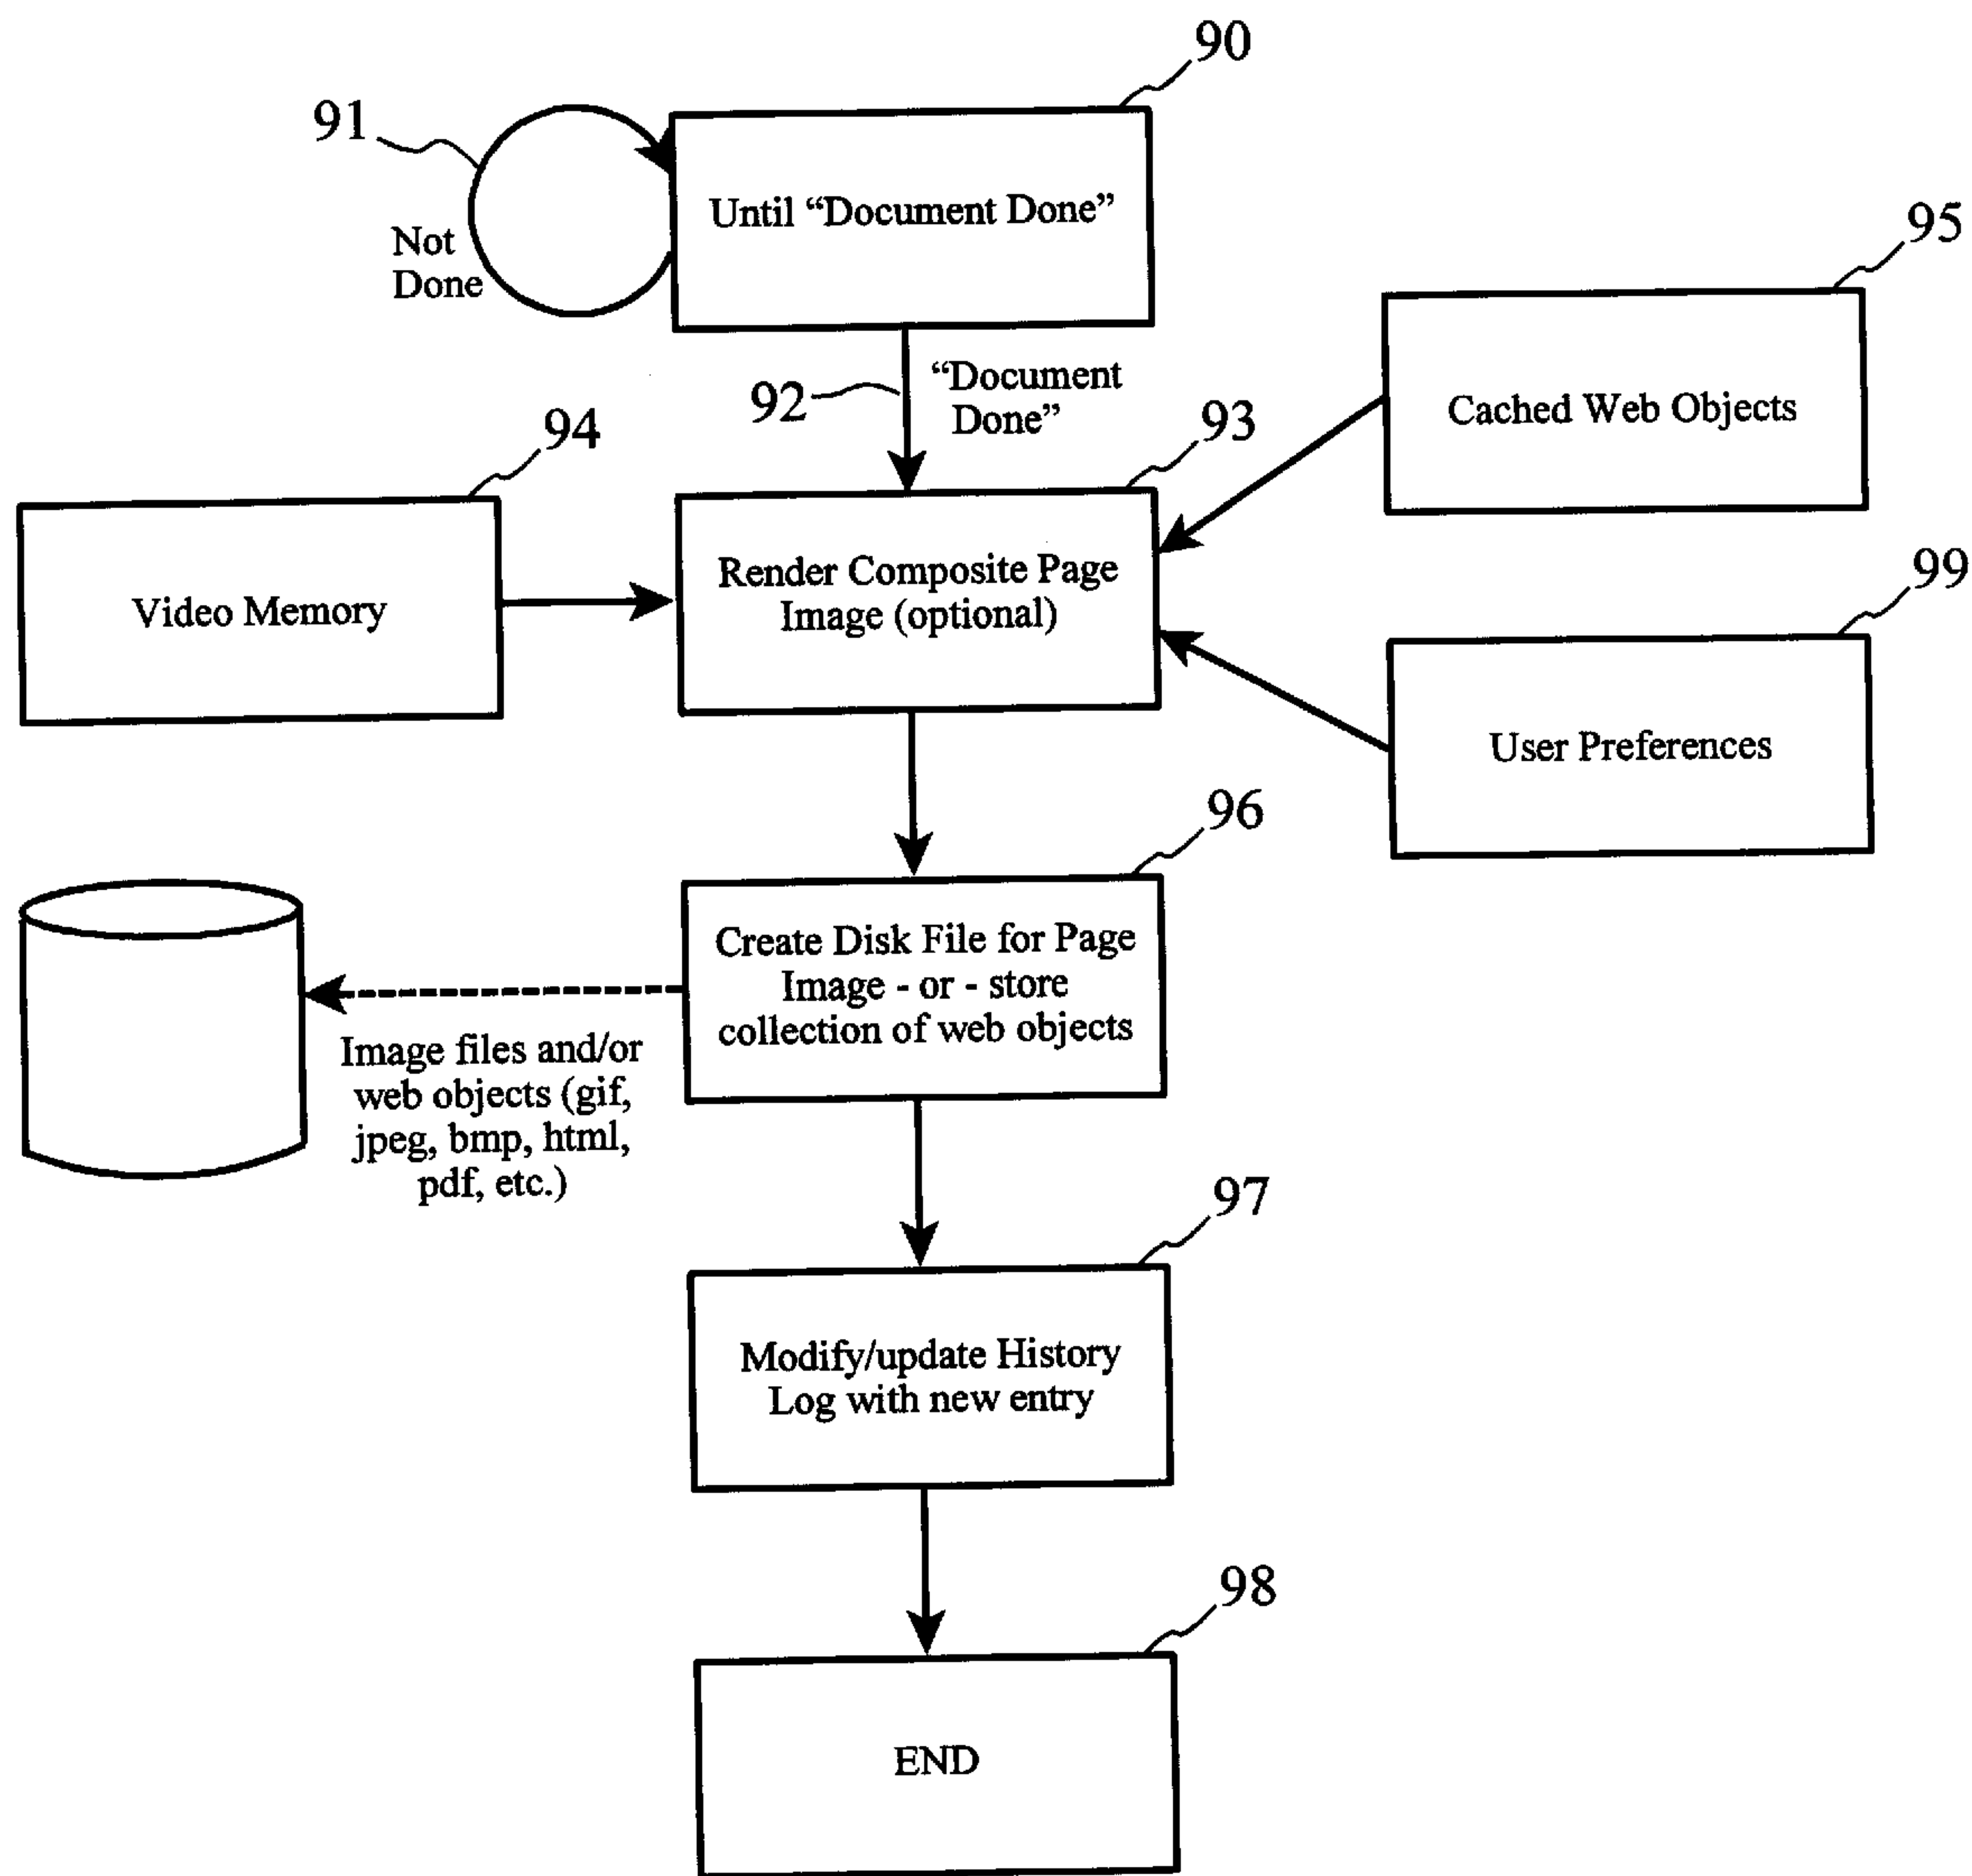 90
91
Until “Document Done”
Not
Done
95
“Document
Done”
92
Cached Web Objects
94
93
Render Composite Page
Image (optional)
Video Memory
99
User Preferences
96
Create Disk File for Page
Image - or - store
collection of web objects
Image files and/or
web objects (gif,
jpeg, bmp, html,
pdf, etc.)
97
Modify/update History
Log with new entry
98
END